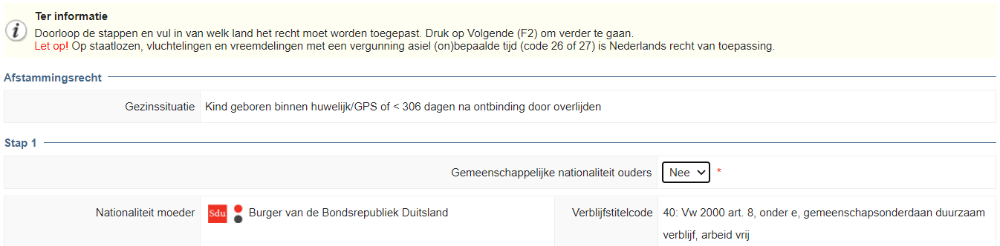 Ter informatie
Doorloop de stappen en vul in van welk land het recht moet worden toegepast. Druk op Volgende (F2) om verder te gaan.
Let op! Op staatlozen, vluchtelingen en vreemdelingen met een vergunning asiel (on)bepaalde tijd (code 26 of 27) is Nederlands recht van toepassing.
Afstammingsrecht
Gezinssituatie Kind geboren binnen huwelijk/GPS of < 306 dagen na ontbinding door overlijden
Stap 1
Gemeenschappelijke nationaliteit ouders Nee *
Nationaliteit moeder Sdu Burger van de Bondsrepubliek Duitsland Verblijfstitelcode 40: Vw 2000 art. 8, onder e, gemeenschapsonderdaan duurzaam
verblijf, arbeid vrij